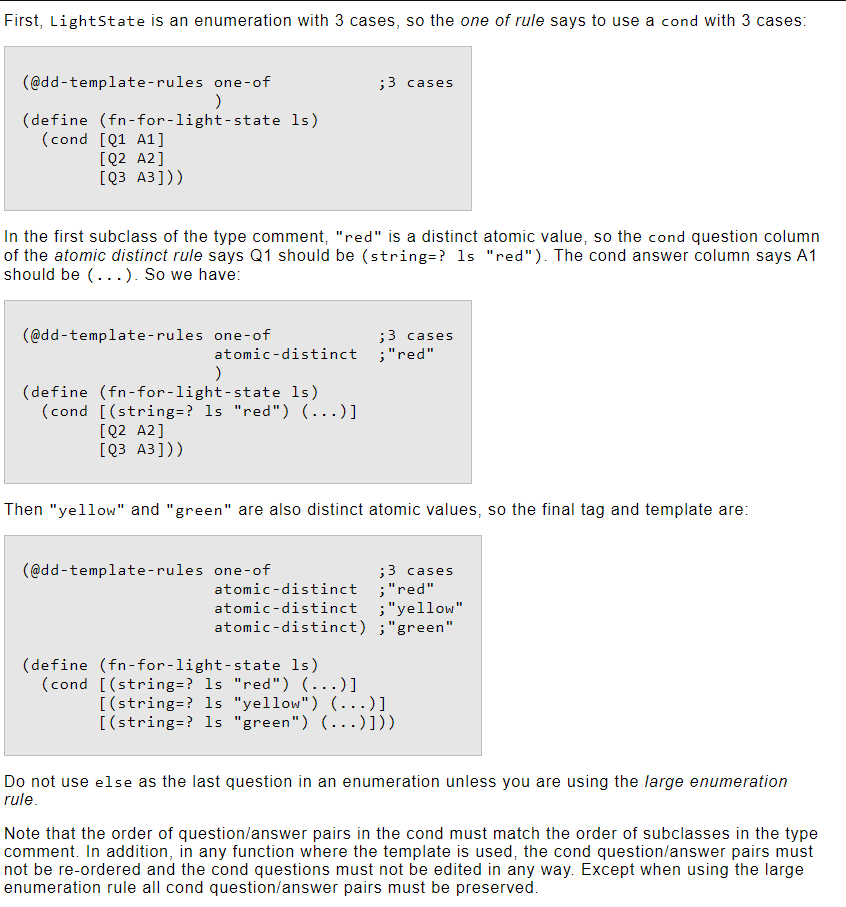 First, LightState is an enumeration with 3 cases, so the one of rule says to use a cond with 3 cases:
(@dd-template-rules one-of            ;3 cases
                    )
(define (fn-for-light-state ls)
  (cond [Q1 A1]
        [Q2 A2]
        [Q3 A3]))
In the first subclass of the type comment, "red" is a distinct atomic value, so the cond question column
of the atomic distinct rule says Q1 should be (string=? ls "red"). The cond answer column says A1
should be (...). So we have:
(@dd-template-rules one-of            ;3 cases
                    atomic-distinct  ;"red"
                    )
(define (fn-for-light-state ls)
  (cond [(string=? ls "red") (...)]
        [Q2 A2]
        [Q3 A3]))
Then "yellow" and "green" are also distinct atomic values, so the final tag and template are:
(@dd-template-rules one-of            ;3 cases
                    atomic-distinct  ;"red"
                    atomic-distinct  ;"yellow"
                    atomic-distinct) ;"green"
(define (fn-for-light-state ls)
  (cond [(string=? ls "red") (...)]
        [(string=? ls "yellow") (...)]
        [(string=? ls "green") (...)]))
Do not use else as the last question in an enumeration unless you are using the large enumeration
rule.
Note that the order of question/answer pairs in the cond must match the order of subclasses in the type
comment. In addition, in any function where the template is used, the cond question/answer pairs must
not be re-ordered and the cond questions must not be edited in any way. Except when using the large
enumeration rule all cond question/answer pairs must be preserved.